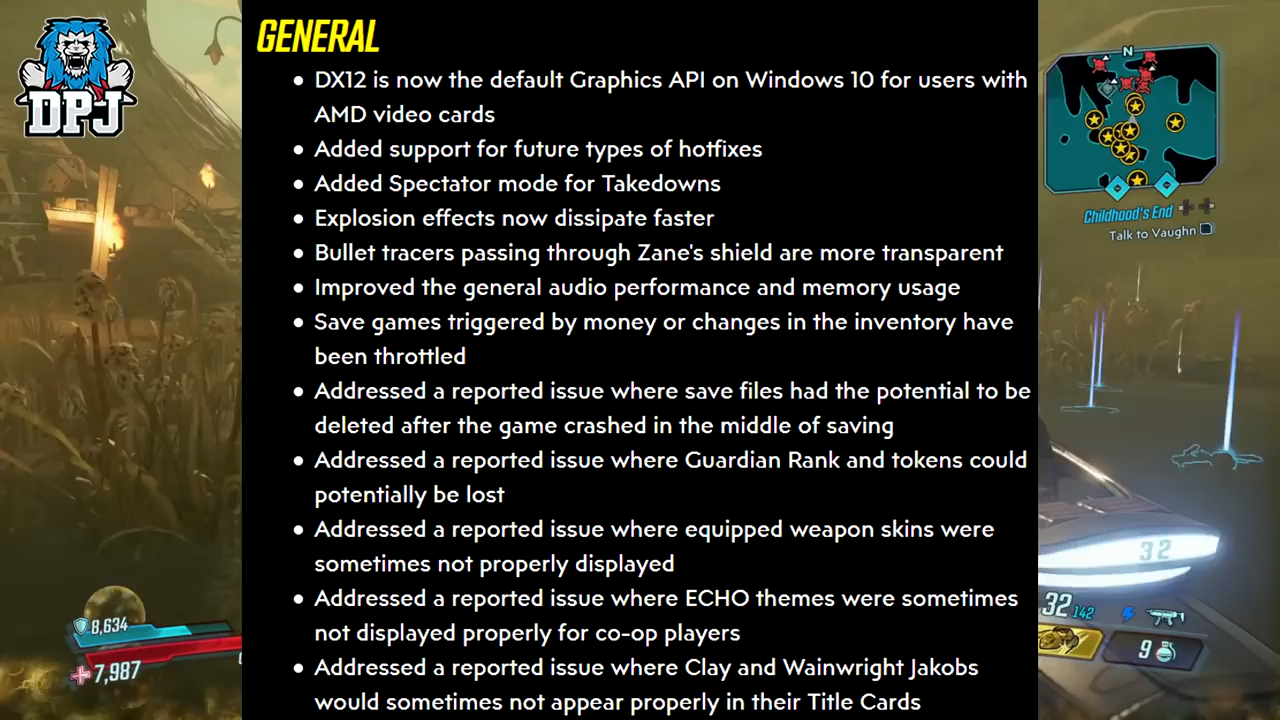 DPJ
GENERAL
• DX12 is now the default Graphics API on Windows 10 for users with
AMD video cards
• Added support for future types of hotfixes
• Added Spectator mode for Takedowns
• Explosion effects now dissipate faster
• Bullet tracers passing through Zane's shield are more transparent
• Improved the general audio performance and memory usage
• Save games triggered by money or changes in the inventory have
been throttled
• Addressed a reported issue where save files had the potential to be
deleted after the game crashed in the middle of saving
• Addressed a reported issue where Guardian Rank and tokens could
potentially be lost
• Addressed a reported issue where equipped weapon skins were
sometimes not properly displayed
• Addressed a reported issue where ECHO themes were sometimes
not displayed properly for co-op players
• Addressed a reported issue where Clay and Wainwright Jakobs
would sometimes not appear properly in their Title Cards
N
Childhood's End
Talk to Vaughn
8,634
7,987
32
32 142
9